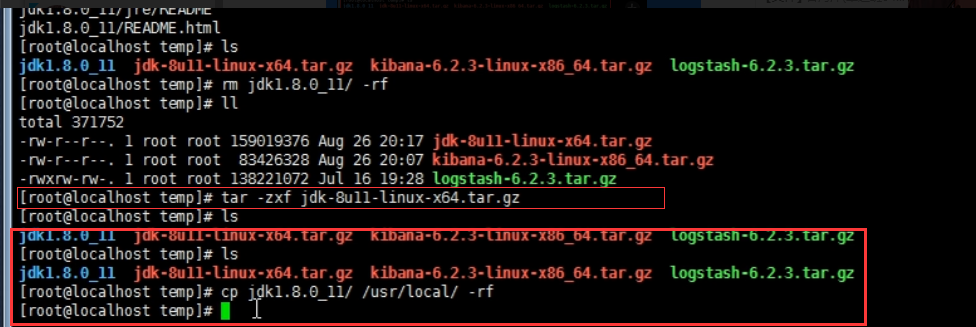 jdk1.8.0_11/jre/README
jdk1.8.0_11/README.html
[root@localhost temp]# ls
jdk1.8.0_11  jdk-8u11-linux-x64.tar.gz  kibana-6.2.3-linux-x86_64.tar.gz  logstash-6.2.3.tar.gz
[root@localhost temp]# rm jdk1.8.0_11/ -rf
[root@localhost temp]# ll
total 371752
-rw-r--r--. 1 root root 159019376 Aug 26 20:17 jdk-8u11-linux-x64.tar.gz
-rw-r--r--. 1 root root  83426328 Aug 26 20:07 kibana-6.2.3-linux-x86_64.tar.gz
-rwxrw-rw-. 1 root root 138221072 Jul 16 19:28 logstash-6.2.3.tar.gz
[root@localhost temp]# tar -zxf jdk-8u11-linux-x64.tar.gz
[root@localhost temp]# ls
jdk1.8.0_11  jdk-8u11-linux-x64.tar.gz  kibana-6.2.3-linux-x86_64.tar.gz  logstash-6.2.3.tar.gz
[root@localhost temp]# ls
jdk1.8.0_11  jdk-8u11-linux-x64.tar.gz  kibana-6.2.3-linux-x86_64.tar.gz  logstash-6.2.3.tar.gz
[root@localhost temp]# cp jdk1.8.0_11/ /usr/local/ -rf
[root@localhost temp]#